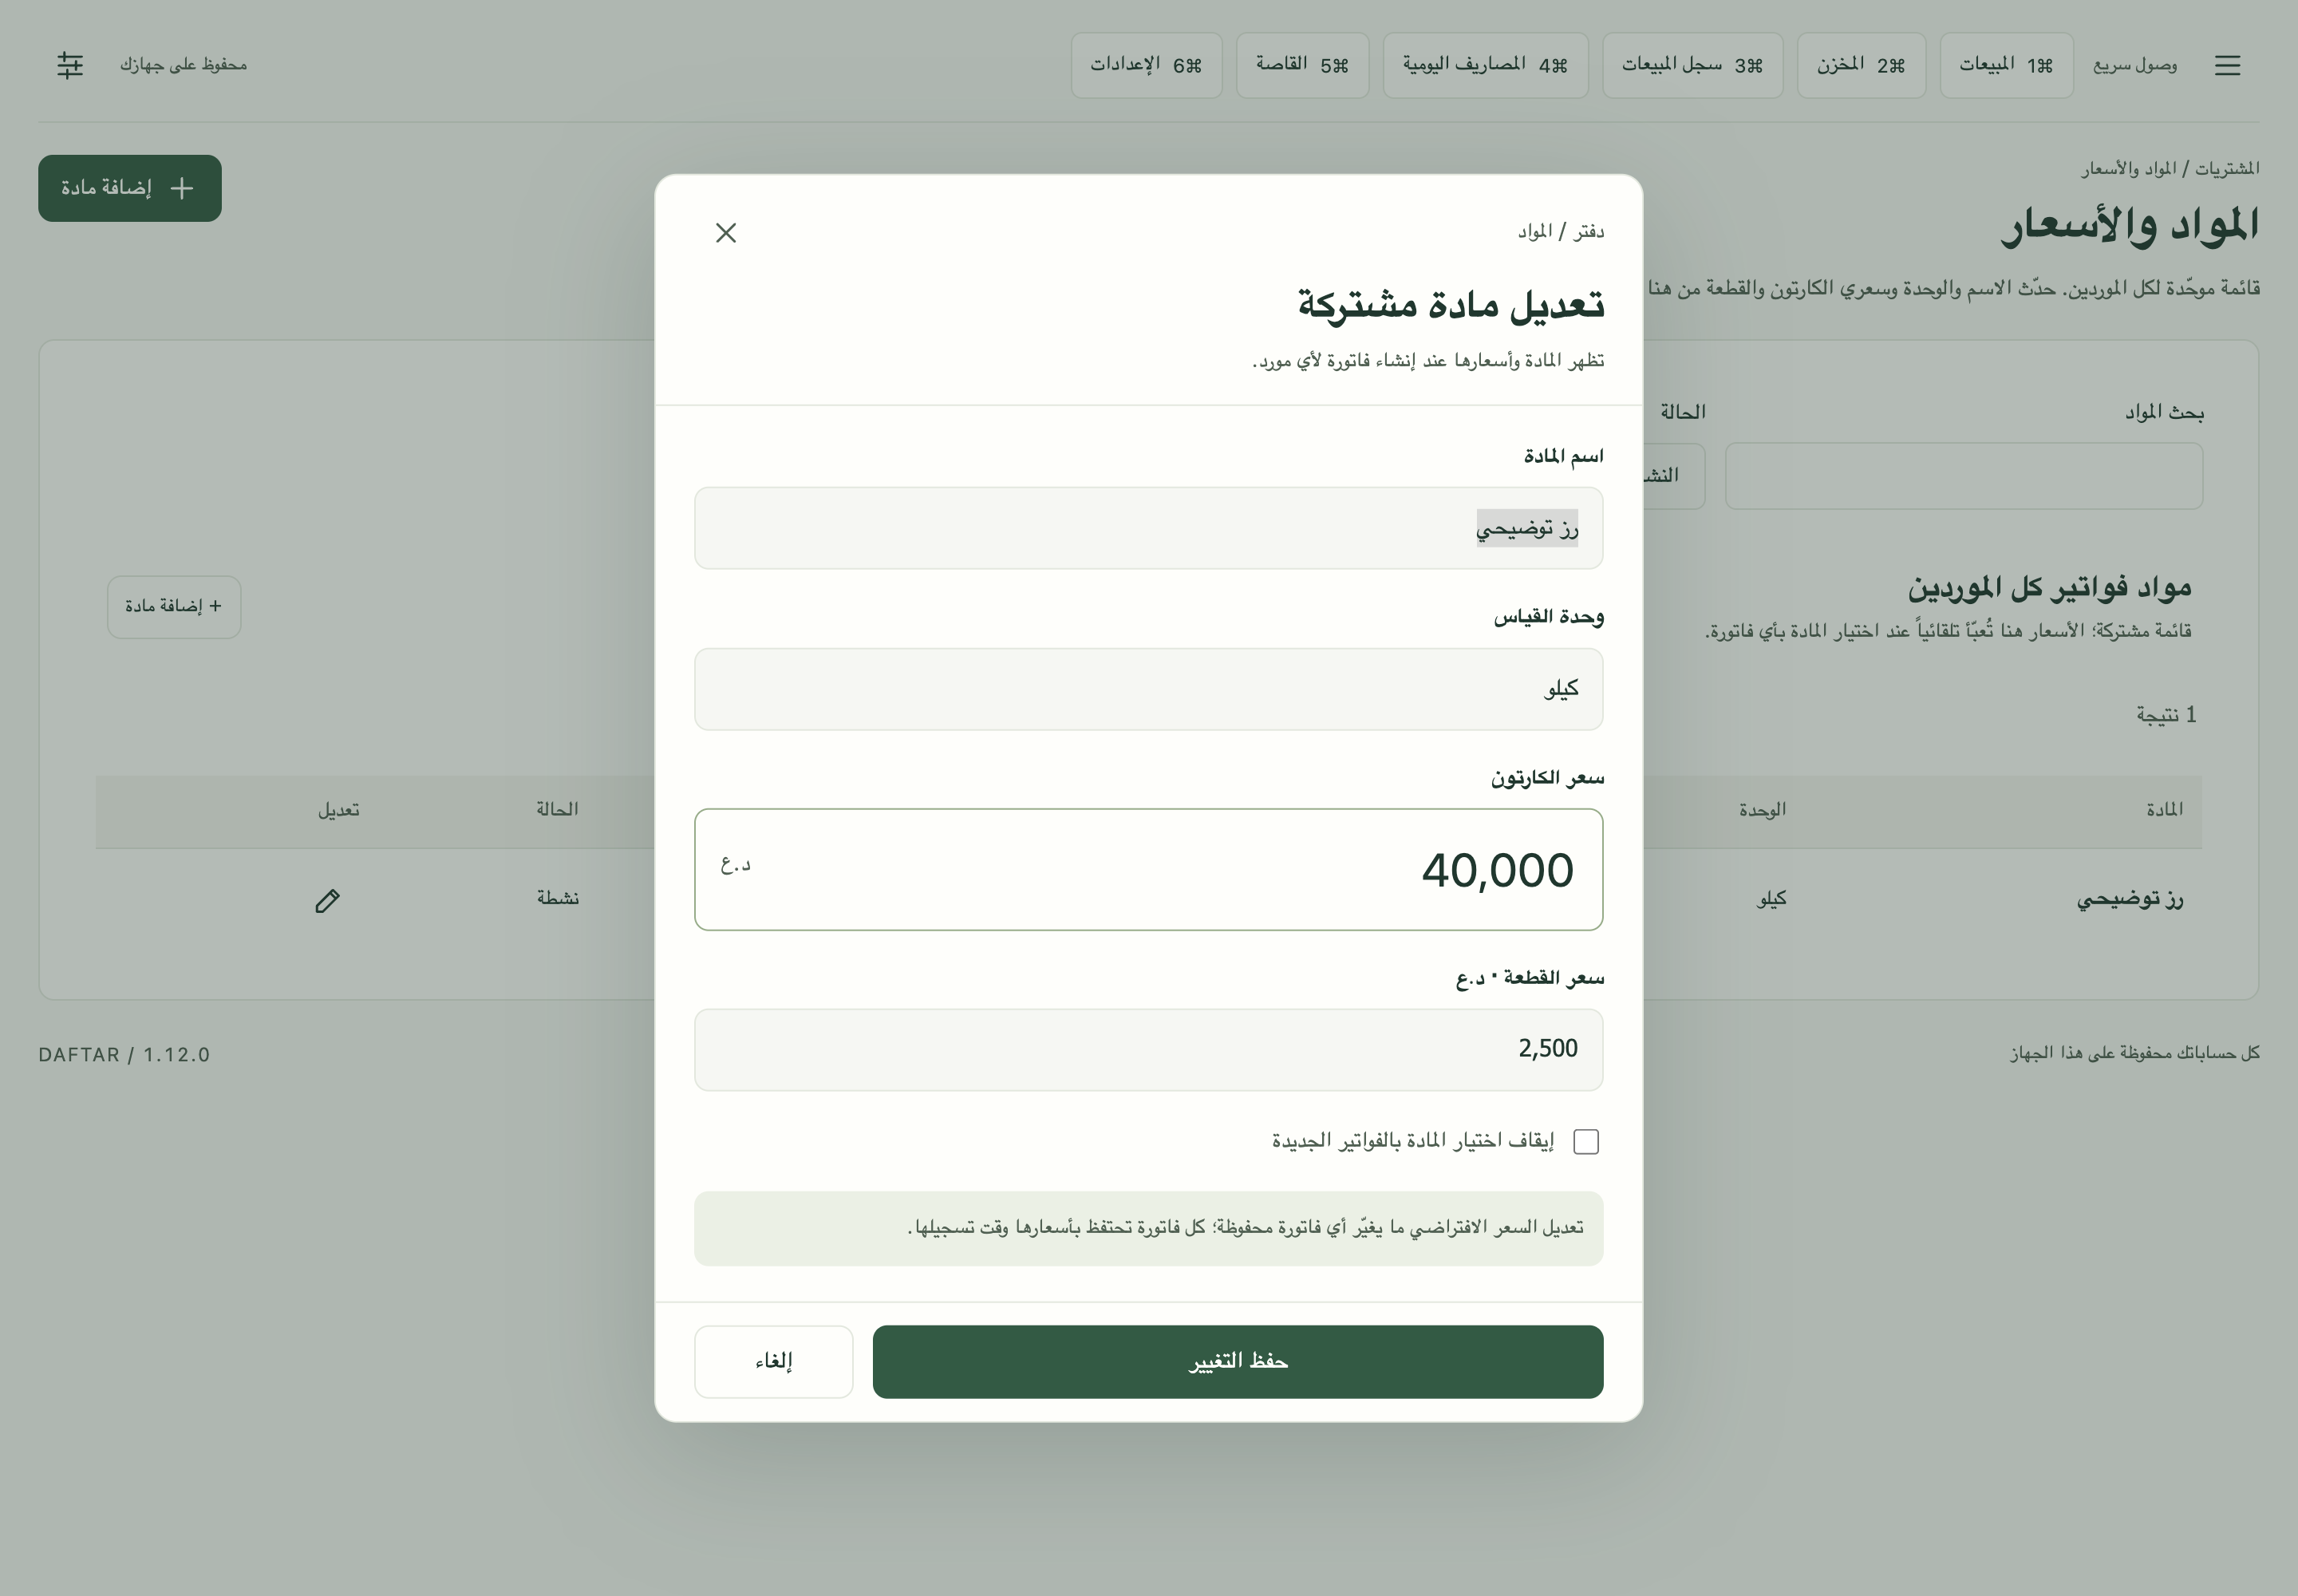 وصول سريع
⌘1 المبيعات
⌘2 المخزن
⌘3 سجل المبيعات
⌘4 المصاريف اليومية
⌘5 القاصة
⌘6 الإعدادات
محفوظ على جهازك
المشتريات / المواد والأسعار
المواد والأسعار
قائمة موحّدة لكل الموردين. حدّث الاسم والوحدة وسعري الكارتون والقطعة من هنا
إضافة مادة
بحث المواد
الحالة
مواد فواتير كل الموردين
قائمة مشتركة؛ الأسعار هنا تُعبّأ تلقائياً عند اختيار المادة بأي فاتورة.
+ إضافة مادة
1 نتيجة
المادة
الوحدة
الحالة
تعديل
رز توضيحي
كيلو
نشطة
كل حساباتك محفوظة على هذا الجهاز
DAFTAR / 1.12.0
دفتر / المواد
تعديل مادة مشتركة
تظهر المادة وأسعارها عند إنشاء فاتورة لأي مورد.
اسم المادة
رز توضيحي
وحدة القياس
كيلو
سعر الكارتون
40,000
د.ع
سعر القطعة · د.ع
2,500
إيقاف اختيار المادة بالفواتير الجديدة
تعديل السعر الافتراضي ما يغيّر أي فاتورة محفوظة؛ كل فاتورة تحتفظ بأسعارها وقت تسجيلها.
حفظ التغيير
إلغاء